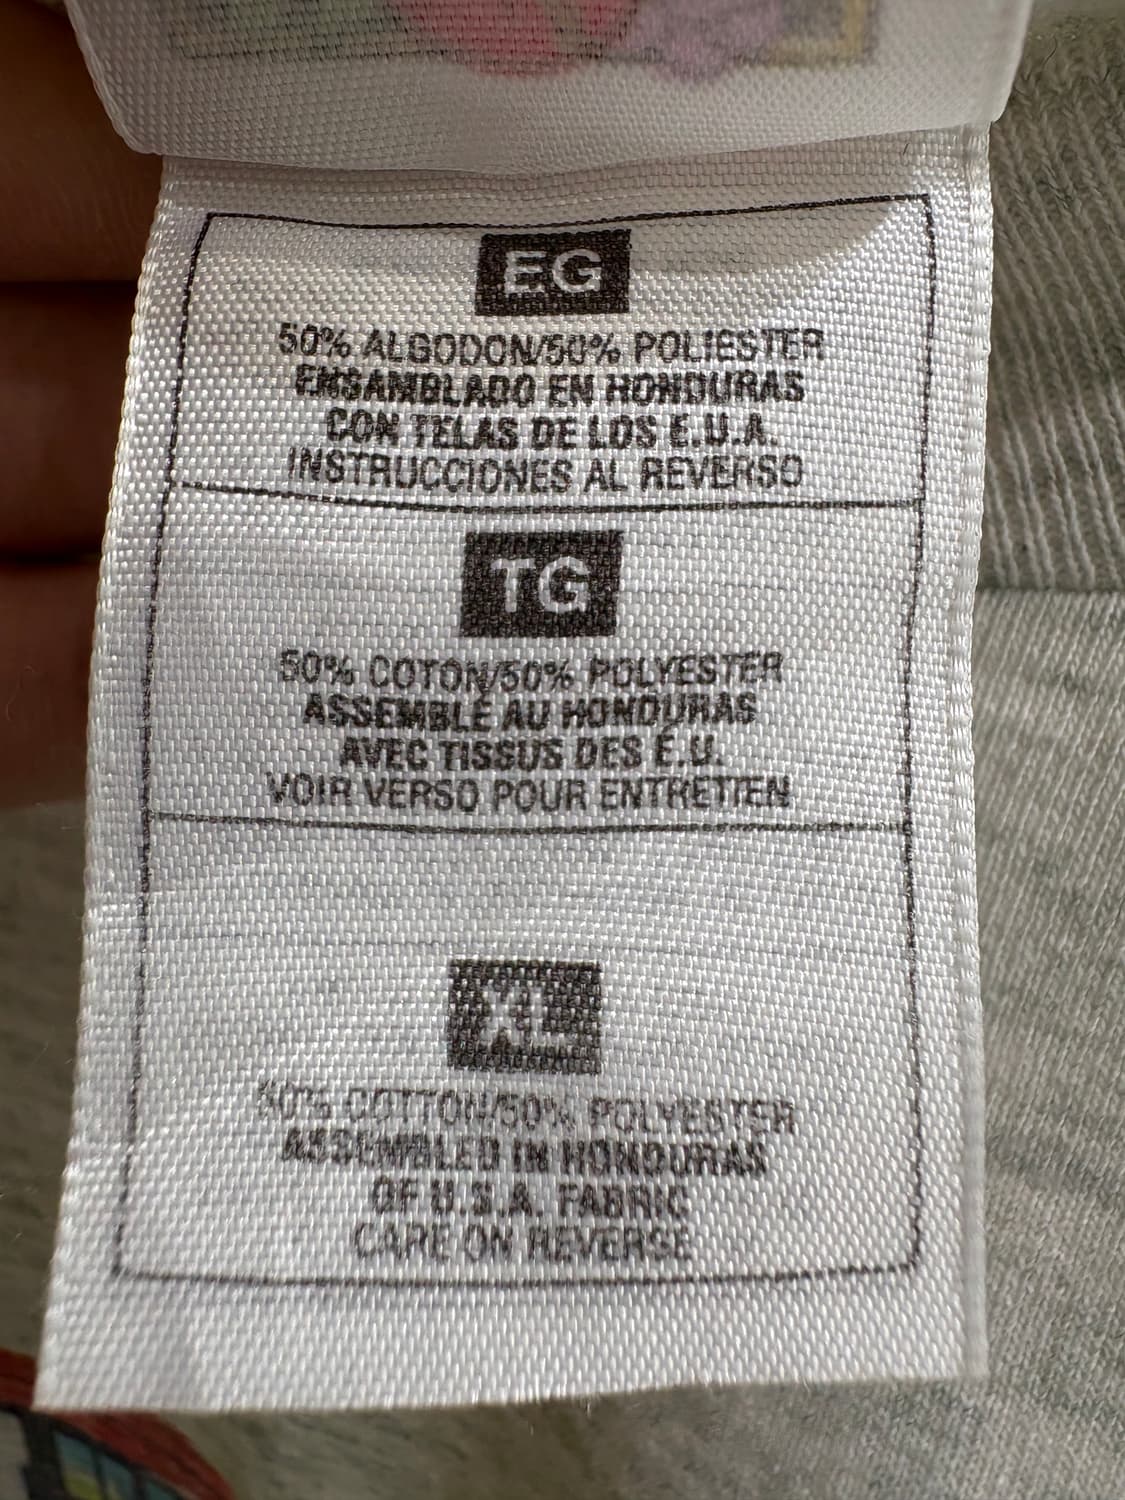 EG
50% ALGODON/50% POLIESTER
ENSAMBLADO EN HONDURAS
CON TELAS DE LOS E.U.A.
INSTRUCCIONES AL REVERSO
TG
50% COTON/50% POLYESTER
ASSEMBLÉ AU HONDURAS
AVEC TISSUS DES É.U.
VOIR VERSO POUR ENTRETIEN
XL
50% COTTON/50% POLYESTER
ASSEMBLED IN HONDURAS
OF U.S.A. FABRIC
CARE ON REVERSE